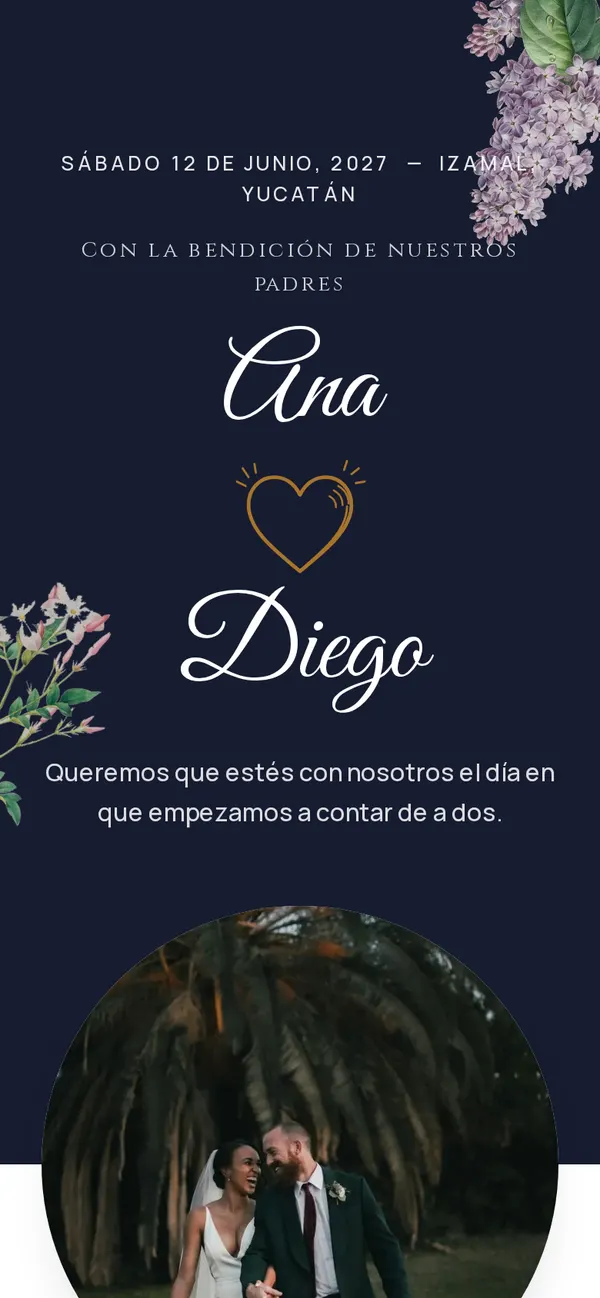 SÁBADO 12 DE JUNIO, 2027 — IZAMAL,
YUCATÁN
Con la bendición de nuestros
padres
Ana
Diego
Queremos que estés con nosotros el día en
que empezamos a contar de a dos.